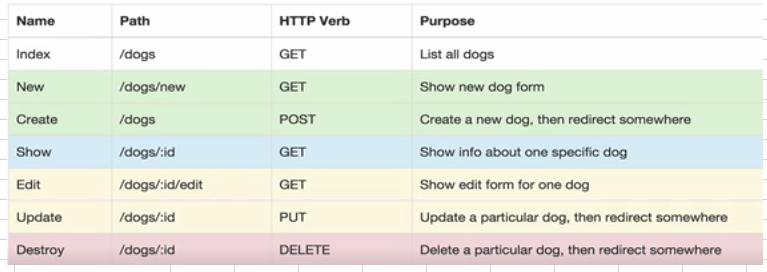 Name Path HTTP Verb Purpose
Index /dogs GET List all dogs
New /dogs/new GET Show new dog form
Create /dogs POST Create a new dog, then redirect somewhere
Show /dogs/:id GET Show info about one specific dog
Edit /dogs/:id/edit GET Show edit form for one dog
Update /dogs/:id PUT Update a particular dog, then redirect somewhere
Destroy /dogs/:id DELETE Delete a particular dog, then redirect somewhere